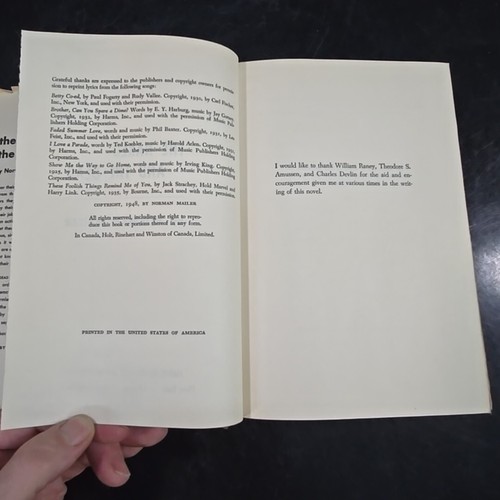 the
the
by Nor
Grateful thanks are expressed to the publishers and copyright owners for permis-
sion to reprint lyrics from the following songs:
Betty Co-ed, by Paul Fogarty and Rudy Vallee. Copyright, 1930, by Carl Fischer,
Inc., New York, and used with their permission.
Brother, Can You Spare a Dime? Words by E. Y. Harburg, music by Jay Gorney.
Copyright, 1932, by Harms, Inc., and used with the permission of Music Pub-
lishers Holding Corporation.
Faded Summer Love, words and music by Phil Baxter. Copyright, 1931, by Leo
Feist, Inc., and used with their permission.
I Love a Parade, words by Ted Koehler, music by Harold Arlen. Copyright, 1931,
by Harms, Inc., and used with the permission of Music Publishers Holding
Corporation.
Show Me the Way to Go Home, words and music by Irving King. Copyright,
1925, by Harms, Inc., and used with the permission of Music Publishers Holding
Corporation.
These Foolish Things Remind Me of You, by Jack Strachey, Holt Marvel and
Harry Link. Copyright, 1935, by Bourne, Inc., and used with their permission.
COPYRIGHT, 1948, BY NORMAN MAILER
All rights reserved, including the right to repro-
duce this book or portions thereof in any form.
In Canada, Holt, Rinehart and Winston of Canada, Limited.
PRINTED IN THE UNITED STATES OF AMERICA
I would like to thank William Raney, Theodore S.
Amussen, and Charles Devlin for the aid and en-
couragement given me at various times in the writ-
ing of this novel.